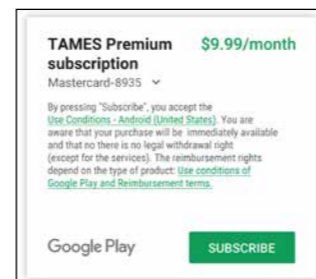 TAMES Premium $9.99/month
subscription
Mastercard-8935
By pressing "Subscribe", you accept the
Use Conditions - Android (United States). You are
aware that your purchase will be immediately available
and that no there is no legal withdrawal right
(except for the services). The reimbursement rights
depend on the type of product: Use conditions of
Google Play and Reimbursement terms.
Google Play SUBSCRIBE